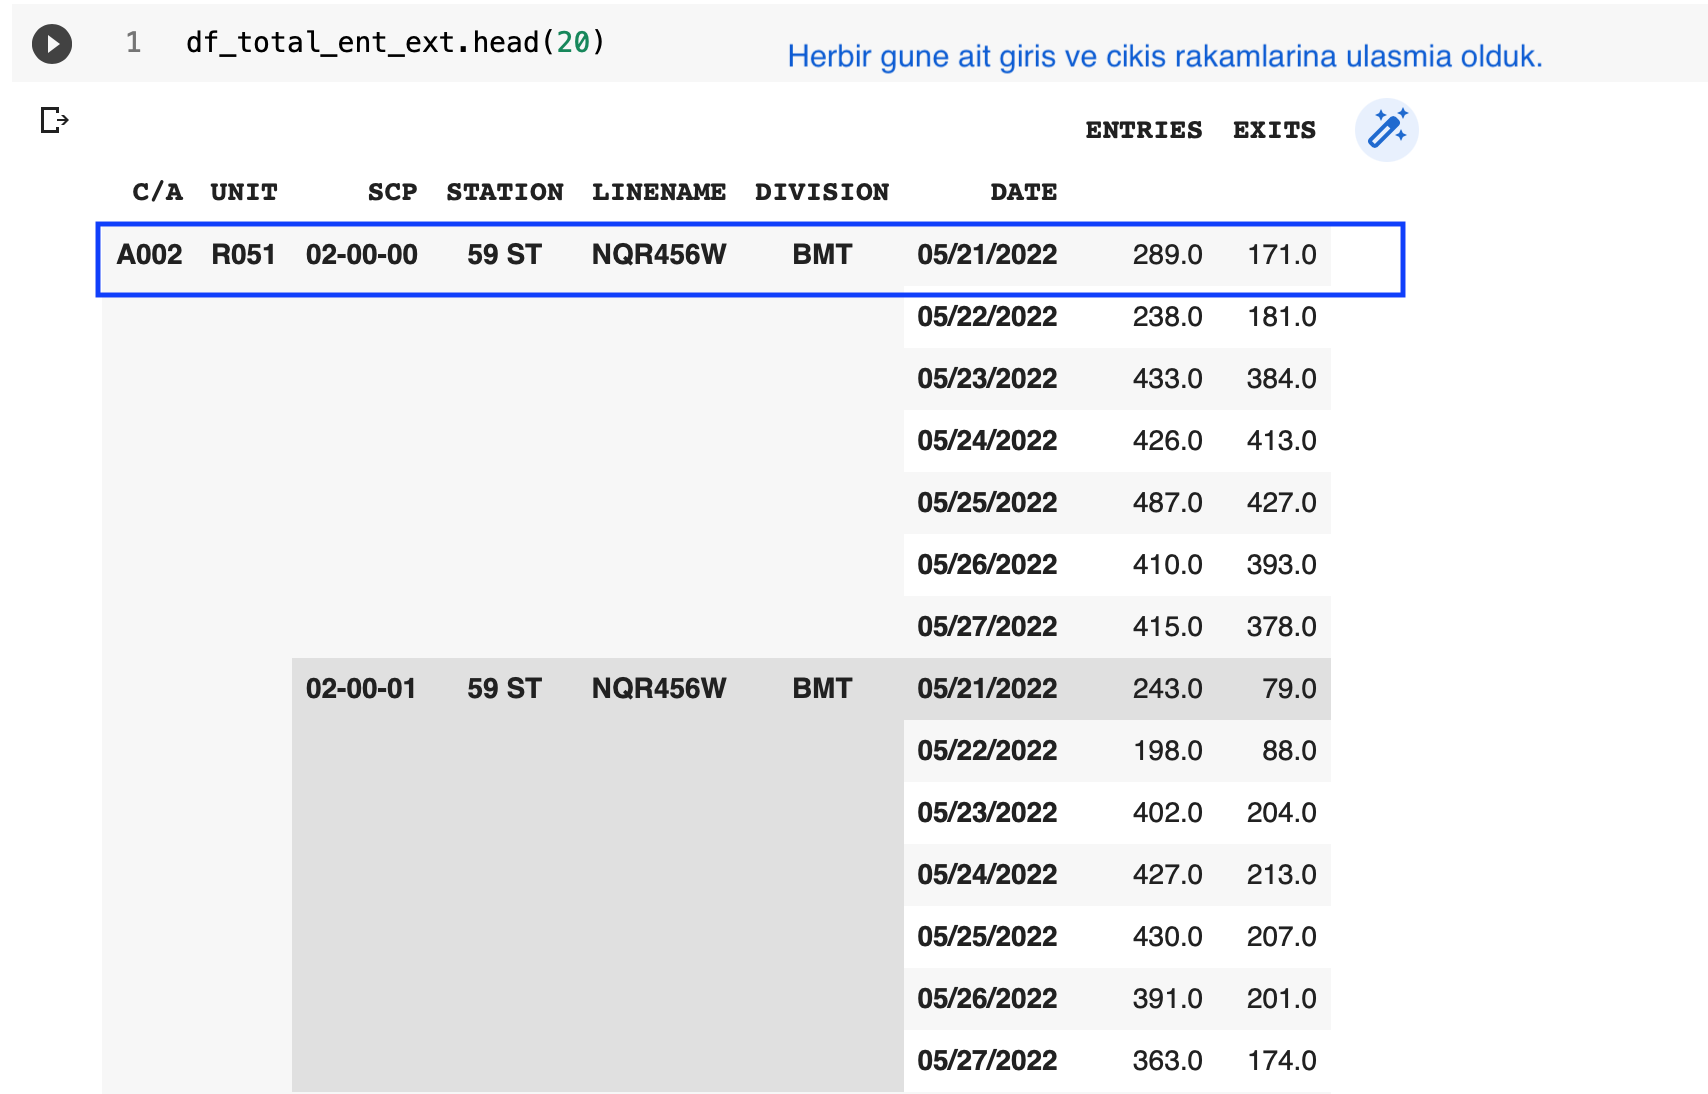 1 df_total_ent_ext.head(20)
Herbir gune ait giris ve cikis rakamlarina ulasmia olduk.
ENTRIES EXITS
C/A UNIT SCP STATION LINENAME DIVISION DATE
A002 R051 02-00-00 59 ST NQR456W BMT 05/21/2022 289.0 171.0
05/22/2022 238.0 181.0
05/23/2022 433.0 384.0
05/24/2022 426.0 413.0
05/25/2022 487.0 427.0
05/26/2022 410.0 393.0
05/27/2022 415.0 378.0
02-00-01 59 ST NQR456W BMT 05/21/2022 243.0 79.0
05/22/2022 198.0 88.0
05/23/2022 402.0 204.0
05/24/2022 427.0 213.0
05/25/2022 430.0 207.0
05/26/2022 391.0 201.0
05/27/2022 363.0 174.0